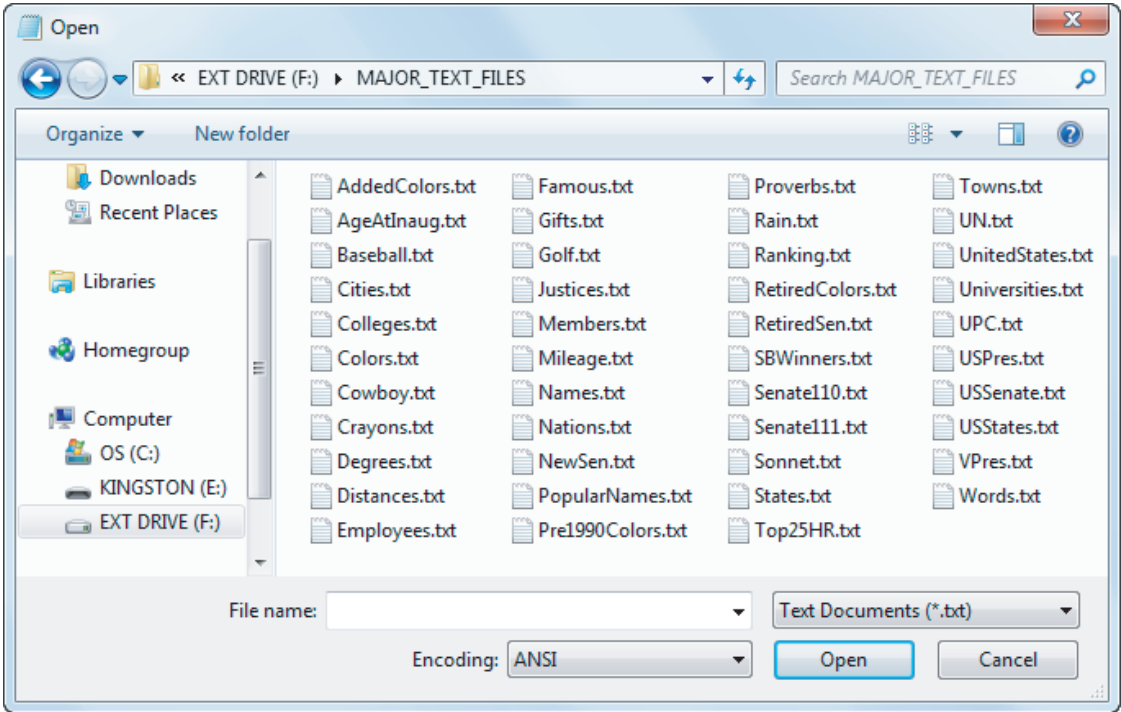 Open
« EXT DRIVE (F:) MAJOR_TEXT_FILES
Search MAJOR_TEXT_FILES
Organize New folder
Downloads
Recent Places
Libraries
Homegroup
Computer
OS (C:)
KINGSTON (E:)
EXT DRIVE (F:)
AddedColors.txt
AgeAtInaug.txt
Baseball.txt
Cities.txt
Colleges.txt
Colors.txt
Cowboy.txt
Crayons.txt
Degrees.txt
Distances.txt
Employees.txt
Famous.txt
Gifts.txt
Golf.txt
Justices.txt
Members.txt
Mileage.txt
Names.txt
Nations.txt
NewSen.txt
PopularNames.txt
Pre1990Colors.txt
Proverbs.txt
Rain.txt
Ranking.txt
RetiredColors.txt
RetiredSen.txt
SBWinners.txt
Senate110.txt
Senate111.txt
Sonnet.txt
States.txt
Top25HR.txt
Towns.txt
UN.txt
UnitedStates.txt
Universities.txt
UPC.txt
USPres.txt
USSenate.txt
USStates.txt
VPres.txt
Words.txt
File name:
Text Documents (*.txt)
Encoding: ANSI
Open Cancel